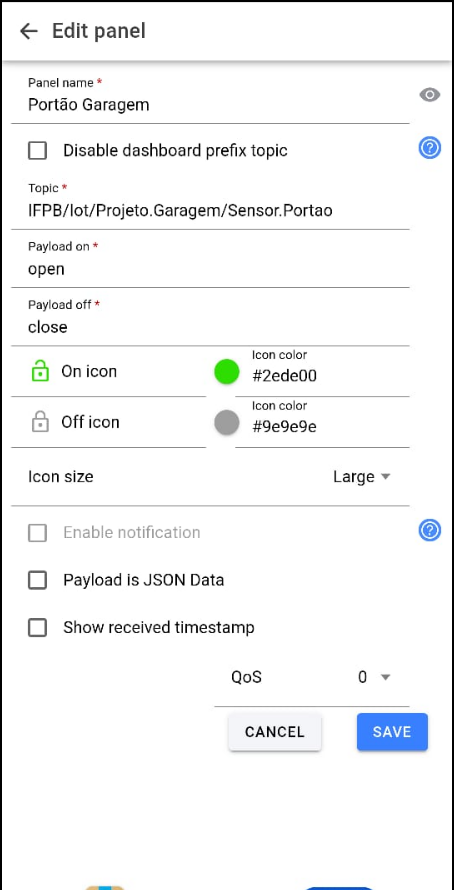 Edit panel
Panel name *
Portão Garagem
Disable dashboard prefix topic
Topic *
IFPB/Iot/Projeto.Garagem/Sensor.Portao
Payload on *
open
Payload off *
close
On icon
Icon color
#2ede00
Off icon
Icon color
#9e9e9e
Icon size
Large
Enable notification
Payload is JSON Data
Show received timestamp
QoS
0
CANCEL
SAVE